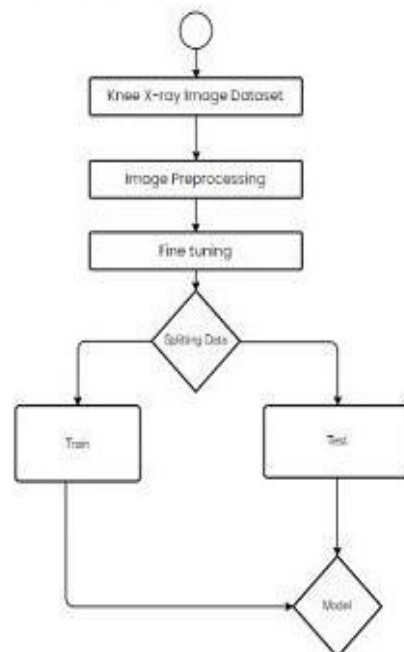 Knee X-ray Image Dataset
Image Preprocessing
Fine tuning
Splitting Data
Train
Test
Model